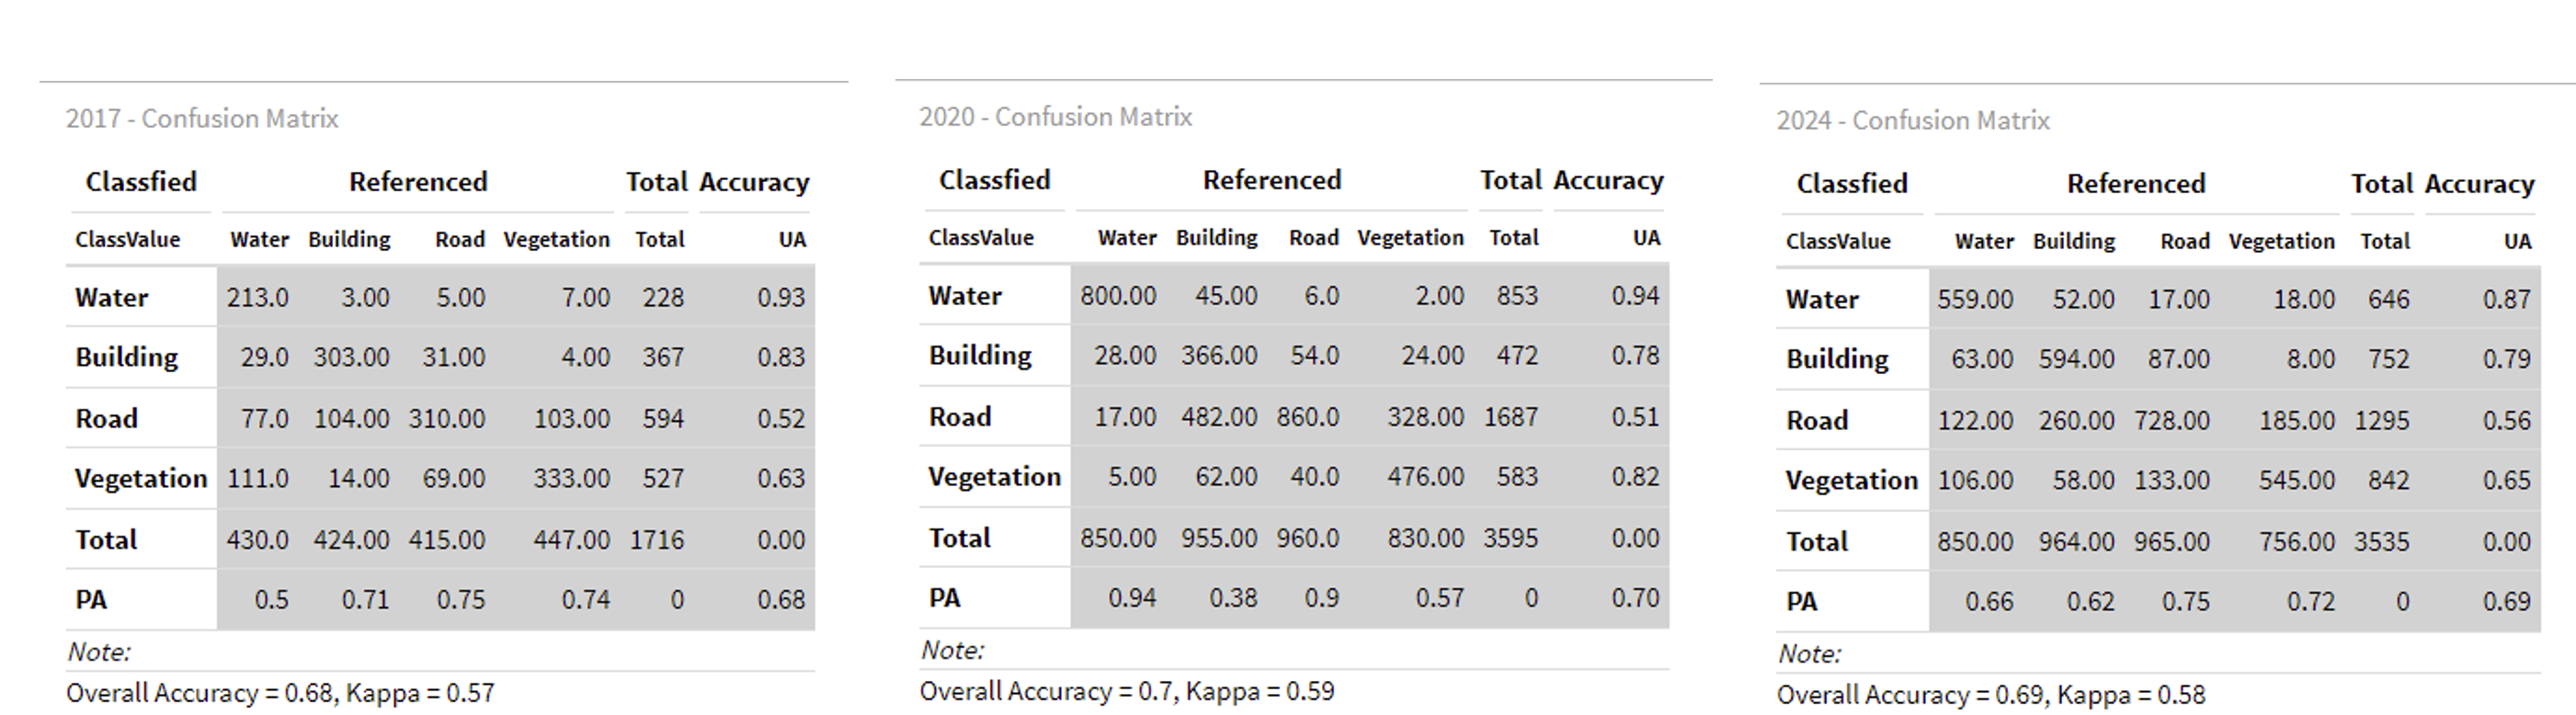 2017 - Confusion Matrix
Classfied Referenced Total Accuracy
ClassValue Water Building Road Vegetation Total UA
Water 213.0 3.00 5.00 7.00 228 0.93
Building 29.0 303.00 31.00 4.00 367 0.83
Road 77.0 104.00 310.00 103.00 594 0.52
Vegetation 111.0 14.00 69.00 333.00 527 0.63
Total 430.0 424.00 415.00 447.00 1716 0.00
PA 0.5 0.71 0.75 0.74 0 0.68
Note:
Overall Accuracy = 0.68, Kappa = 0.57
2020 - Confusion Matrix
Classfied Referenced Total Accuracy
ClassValue Water Building Road Vegetation Total UA
Water 800.00 45.00 6.0 2.00 853 0.94
Building 28.00 366.00 54.0 24.00 472 0.78
Road 17.00 482.00 860.0 328.00 1687 0.51
Vegetation 5.00 62.00 40.0 476.00 583 0.82
Total 850.00 955.00 960.0 830.00 3595 0.00
PA 0.94 0.38 0.9 0.57 0 0.70
Note:
Overall Accuracy = 0.7, Kappa = 0.59
2024 - Confusion Matrix
Classfied Referenced Total Accuracy
ClassValue Water Building Road Vegetation Total UA
Water 559.00 52.00 17.00 18.00 646 0.87
Building 63.00 594.00 87.00 8.00 752 0.79
Road 122.00 260.00 728.00 185.00 1295 0.56
Vegetation 106.00 58.00 133.00 545.00 842 0.65
Total 850.00 964.00 965.00 756.00 3535 0.00
PA 0.66 0.62 0.75 0.72 0 0.69
Note:
Overall Accuracy = 0.69, Kappa = 0.58